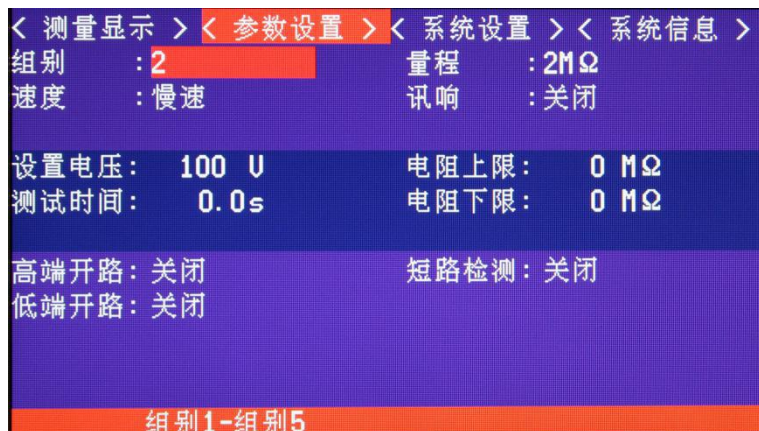 < 测量显示 > < 参数设置 > < 系统设置 > < 系统信息 >
组别 :2 量程 :2MΩ
速度 :慢速 讯响 :关闭
设置电压: 100 V 电阻上限: 0 MΩ
测试时间: 0.0s 电阻下限: 0 MΩ
高端开路:关闭 短路检测:关闭
低端开路:关闭
组别1-组别5